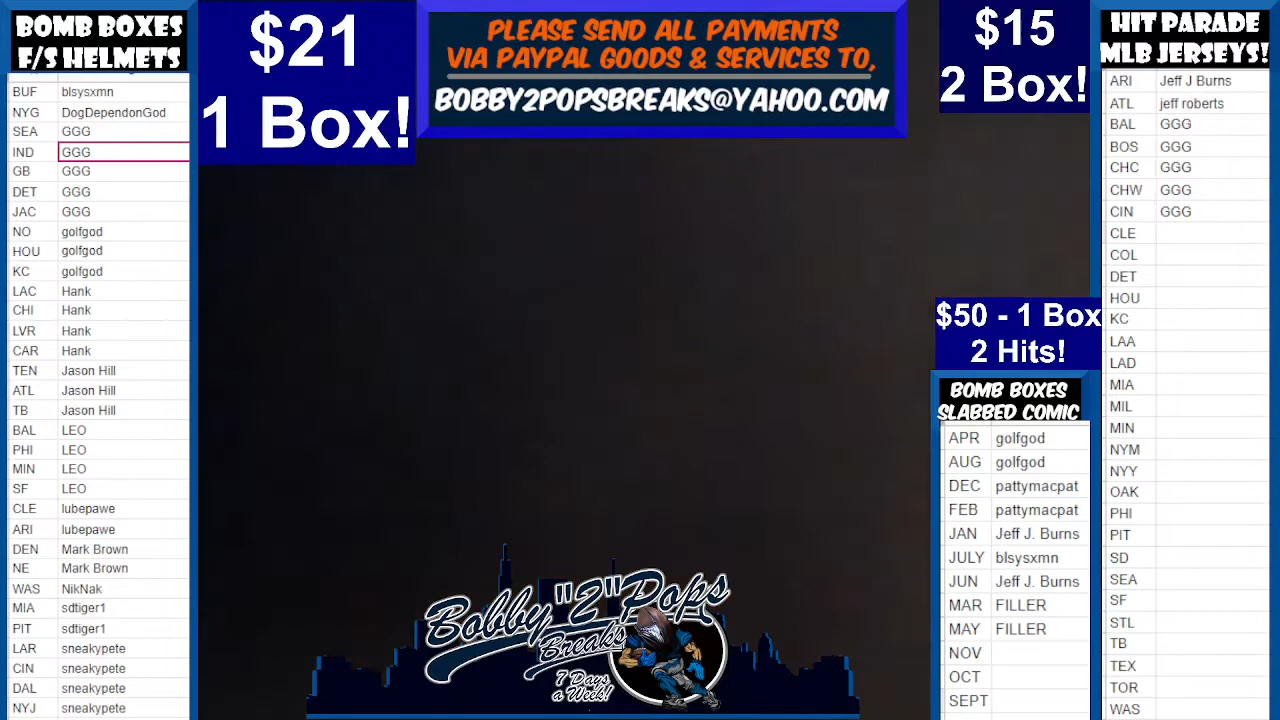 BOMB BOXES
F/S HELMETS
BUF blsysxmn
NYG DogDependonGod
SEA GGG
IND GGG
GB GGG
DET GGG
JAC GGG
NO golfgod
HOU golfgod
KC golfgod
LAC Hank
CHI Hank
LVR Hank
CAR Hank
TEN Jason Hill
ATL Jason Hill
TB Jason Hill
BAL LEO
PHI LEO
MIN LEO
SF LEO
CLE lubepawe
ARI lubepawe
DEN Mark Brown
NE Mark Brown
WAS NikNak
MIA sdtiger1
PIT sdtiger1
LAR sneakypete
CIN sneakypete
DAL sneakypete
NYJ sneakypete
$21
1 Box!
PLEASE SEND ALL PAYMENTS
VIA PAYPAL GOODS & SERVICES TO,
BOBBY2POPSBREAKS@YAHOO.COM
Bobby "2" Pops
Breaks
7 Days
a Week!
$15
2 Box!
$50 - 1 Box
2 Hits!
BOMB BOXES
SLABBED COMIC
APR golfgod
AUG golfgod
DEC pattymacpat
FEB pattymacpat
JAN Jeff J. Burns
JULY blsysxmn
JUN Jeff J. Burns
MAR FILLER
MAY FILLER
NOV
OCT
SEPT
HIT PARADE
MLB JERSEYS!
ARI Jeff J Burns
ATL jeff roberts
BAL GGG
BOS GGG
CHC GGG
CHW GGG
CIN GGG
CLE
COL
DET
HOU
KC
LAA
LAD
MIA
MIL
MIN
NYM
NYY
OAK
PHI
PIT
SD
SEA
SF
STL
TB
TEX
TOR
WAS